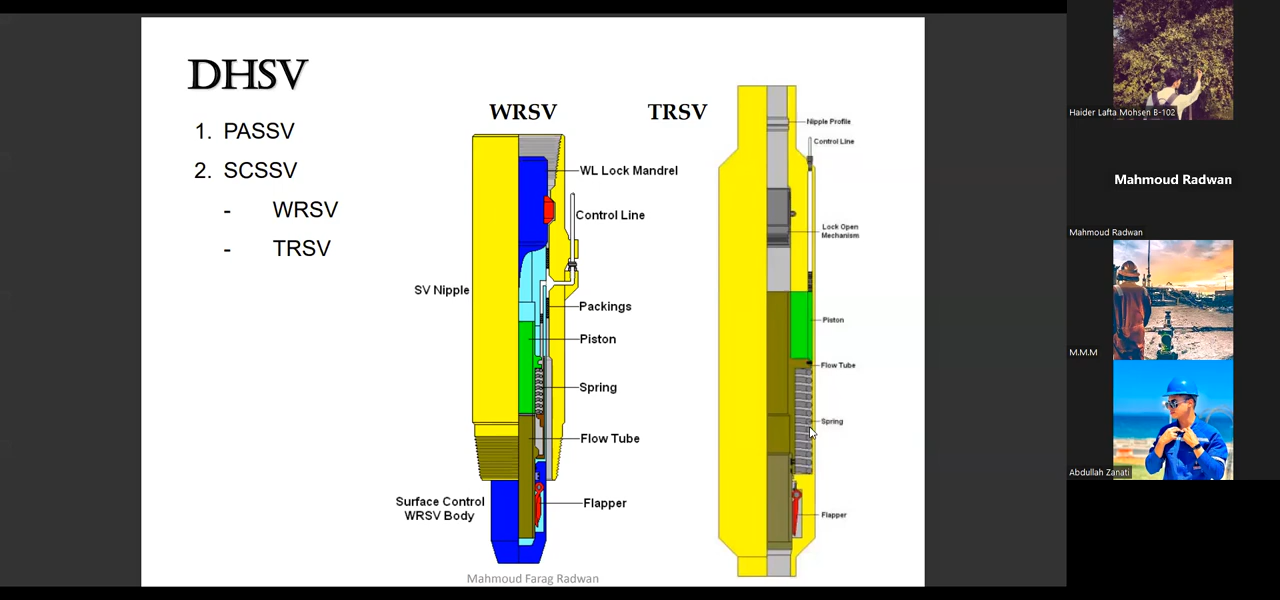 DHSV
1. PASSV
2. SCSSV
- WRSV
- TRSV
WRSV
WL Lock Mandrel
Control Line
SV Nipple
Packings
Piston
Spring
Flow Tube
Surface Control
WRSV Body
Flapper
TRSV
Nipple Profile
Control Line
Lock Open
Mechanism
Piston
Flow Tube
Spring
Flapper
Mahmoud Farag Radwan
Haider Lafta Mohsen B-102
Mahmoud Radwan
Mahmoud Radwan
M.M.M
Abdullah Zanati